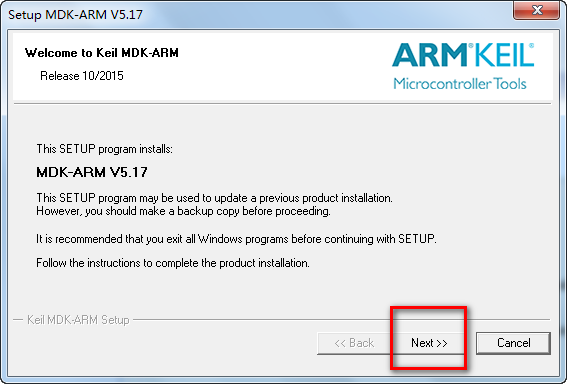 Setup MDK-ARM V5.17
Welcome to Keil MDK-ARM
Release 10/2015
ARM KEIL
Microcontroller Tools
This SETUP program installs:
MDK-ARM V5.17
This SETUP program may be used to update a previous product installation.
However, you should make a backup copy before proceeding.
It is recommended that you exit all Windows programs before continuing with SETUP.
Follow the instructions to complete the product installation.
Keil MDK-ARM Setup
<< Back
Next >>
Cancel